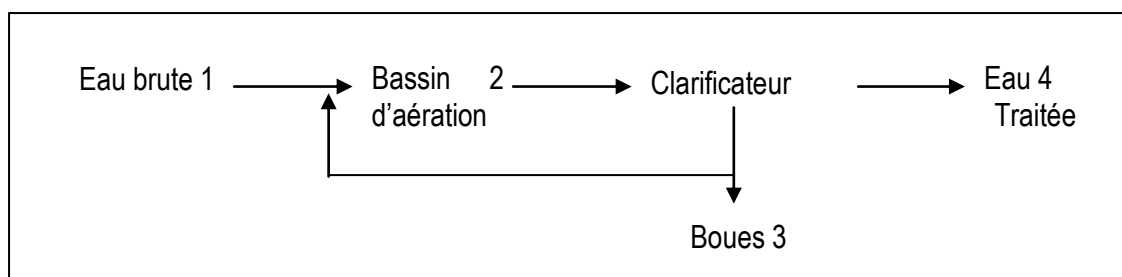 Eau brute 1
Bassin 2
d’aération
Clarificateur
Eau 4
Traitée
Boues 3